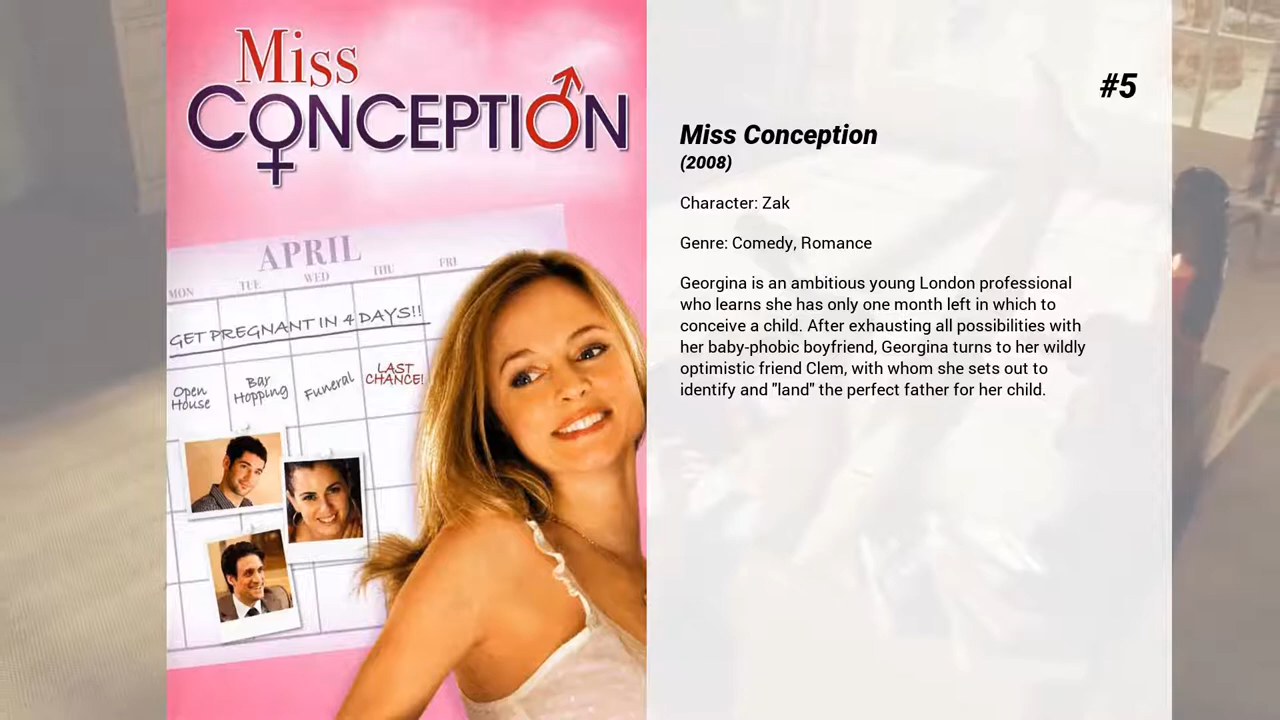 Miss
CONCEPTION
APRIL
MON TUE WED THU FRI
GET PREGNANT IN 4 DAYS!!
Open House
Bar Hopping
Funeral
LAST CHANCE!
#5
Miss Conception
(2008)
Character: Zak
Genre: Comedy, Romance
Georgina is an ambitious young London professional
who learns she has only one month left in which to
conceive a child. After exhausting all possibilities with
her baby-phobic boyfriend, Georgina turns to her wildly
optimistic friend Clem, with whom she sets out to
identify and "land" the perfect father for her child.